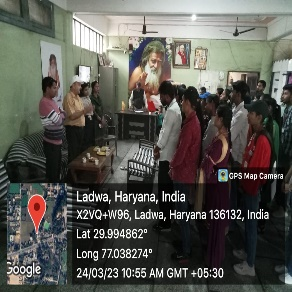 GPS Map Camera
Ladwa, Haryana, India
X2VQ+W96, Ladwa, Haryana 136132, India
Lat 29.994862°
Long 77.038274°
24/03/23 10:55 AM GMT +05:30
Google